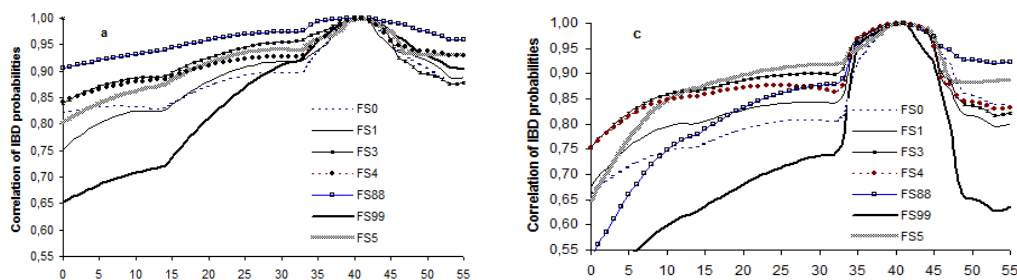 a
Correlation of IBD probabilities
1,00
0,95
0,90
0,85
0,80
0,75
0,70
0,65
0,60
0,55
0 5 10 15 20 25 30 35 40 45 50 55
FS0
FS1
FS3
FS4
FS88
FS99
FS5
c
Correlation of IBD probabilities
1,00
0,95
0,90
0,85
0,80
0,75
0,70
0,65
0,60
0,55
0 5 10 15 20 25 30 35 40 45 50 55
FS0
FS1
FS3
FS4
FS88
FS99
FS5